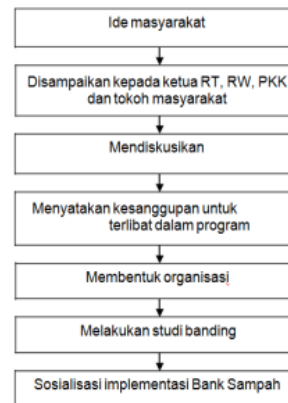 Ide masyarakat
Disampaikan kepada ketua RT, RW, PKK
dan tokoh masyarakat
Mendiskusikan
Menyatakan kesanggupan untuk
terlibat dalam program
Membentuk organisasi
Melakukan studi banding
Sosialisasi implementasi Bank Sampah